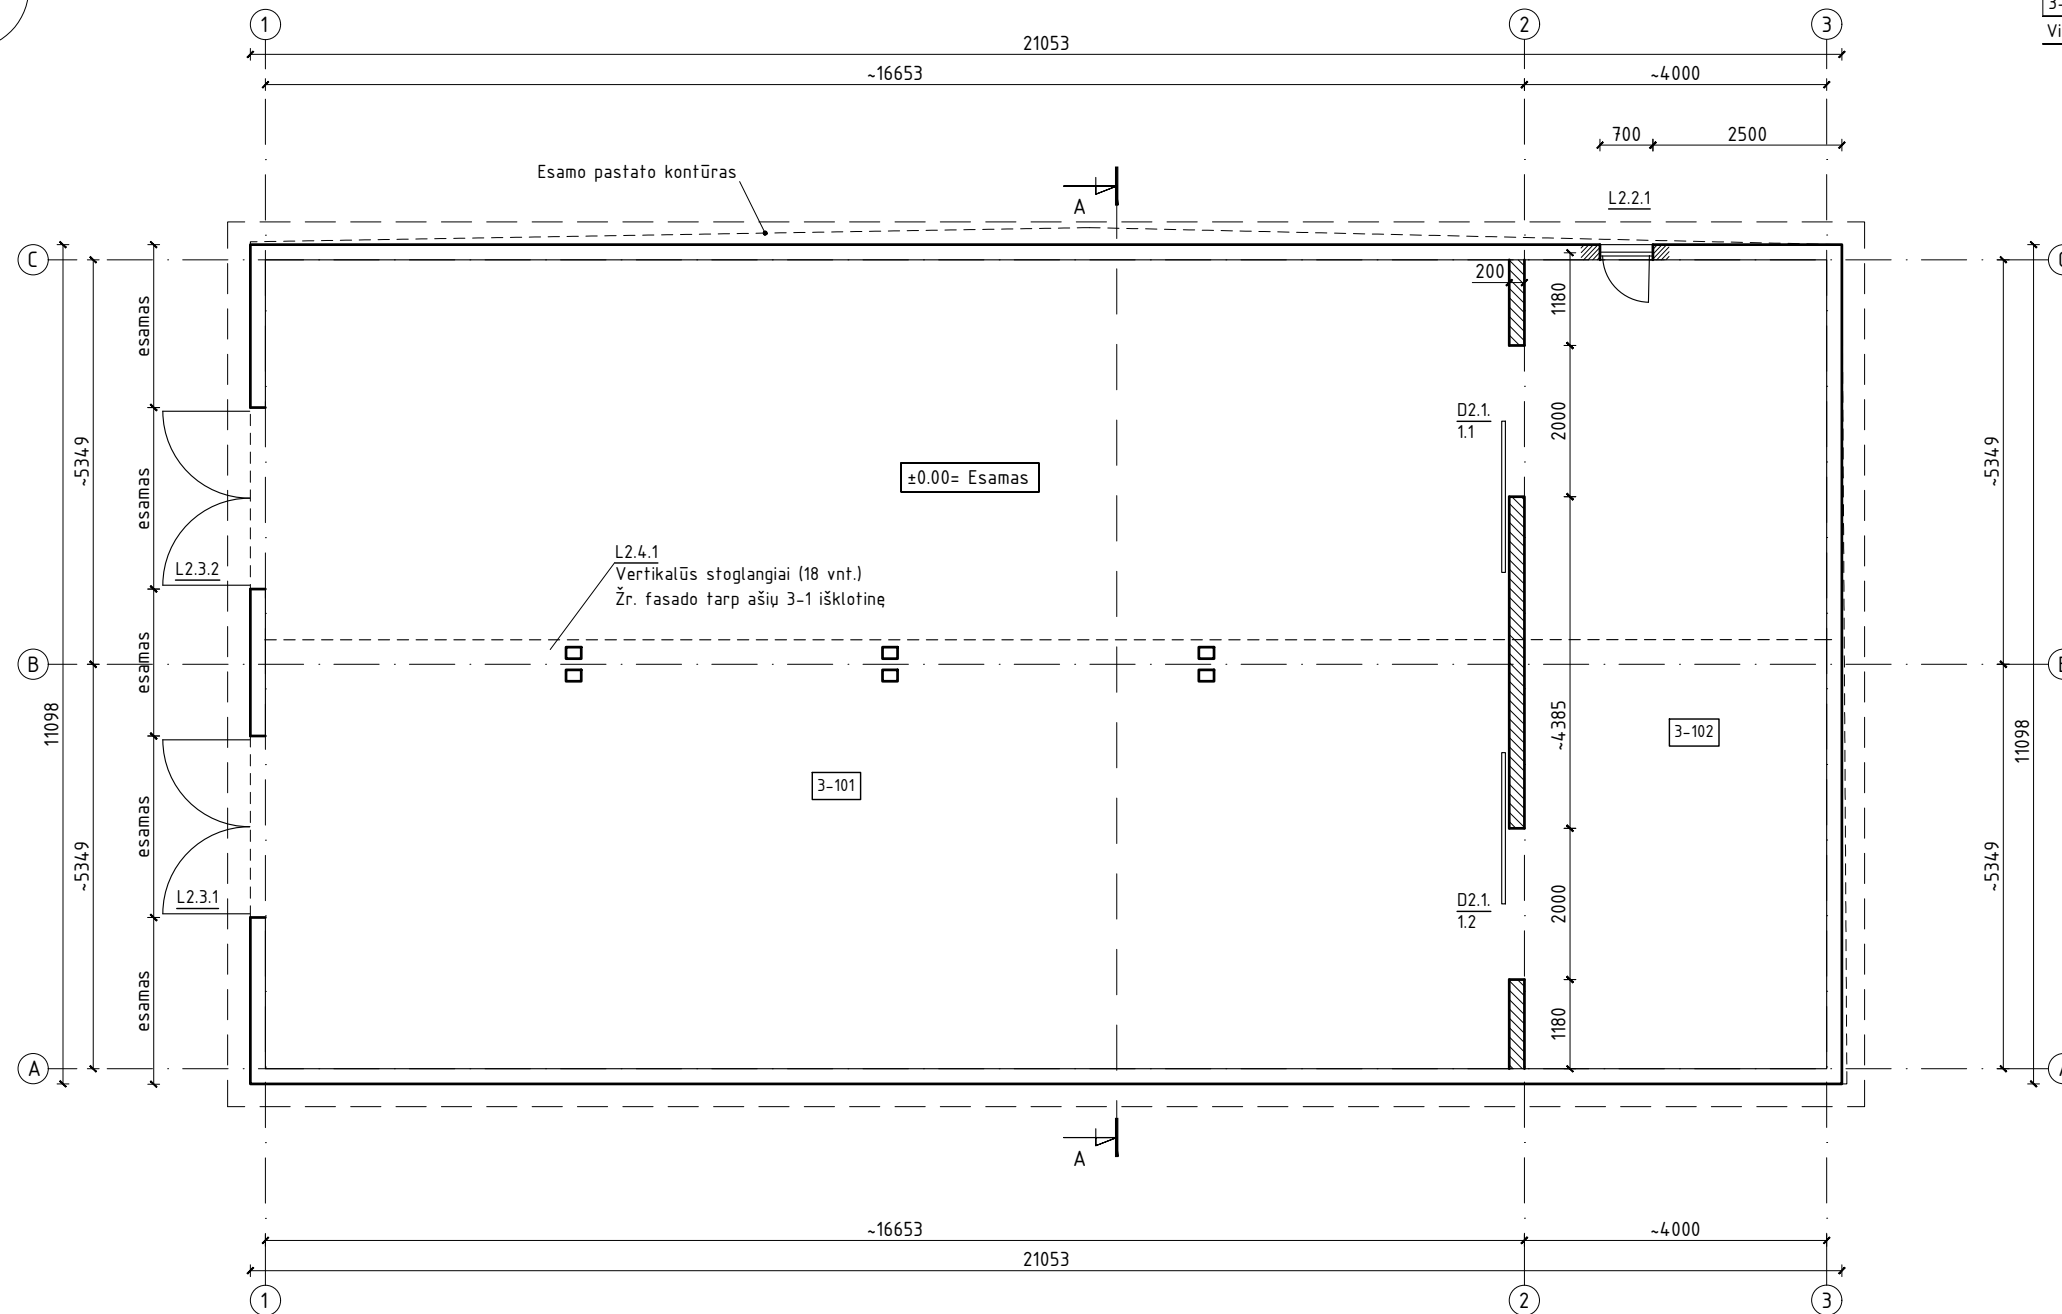 1
2
3
3-
Vi
21053
~16653
~4000
700
2500
Esamo pastato kontūras
A
L2.2.1
C
C
200
1180
esamas
~5349
2000
D2.1.
1.1
~5349
±0.00= Esamas
esamas
L2.4.1
Vertikalūs stoglangiai (18 vnt.)
Žr. fasado tarp ašių 3-1 išklotinę
L2.3.2
esamas
B
B
11098
~4385
3-102
11098
3-101
esamas
~5349
~5349
L2.3.1
D2.1.
1.2
2000
esamas
1180
A
A
A
~16653
~4000
21053
1
2
3